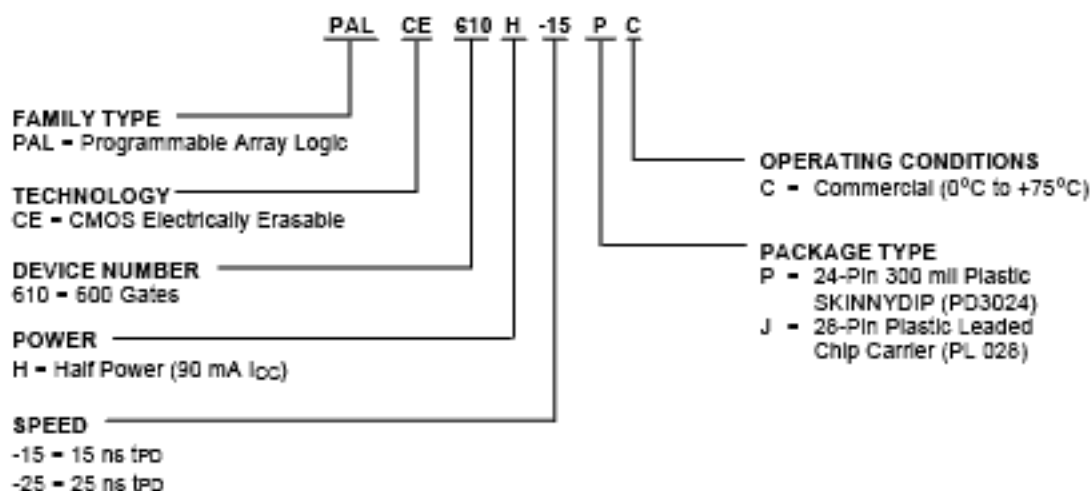 PAL CE 610 H -15 P C
FAMILY TYPE
PAL = Programmable Array Logic
TECHNOLOGY
CE = CMOS Electrically Erasable
DEVICE NUMBER
610 = 600 Gates
POWER
H = Half Power (90 mA ICC)
SPEED
-15 = 15 ns tPD
-25 = 25 ns tPD
OPERATING CONDITIONS
C = Commercial (0°C to +75°C)
PACKAGE TYPE
P = 24-Pin 300 mil Plastic
SKINNYDIP (PD3024)
J = 28-Pin Plastic Leaded
Chip Carrier (PL 028)